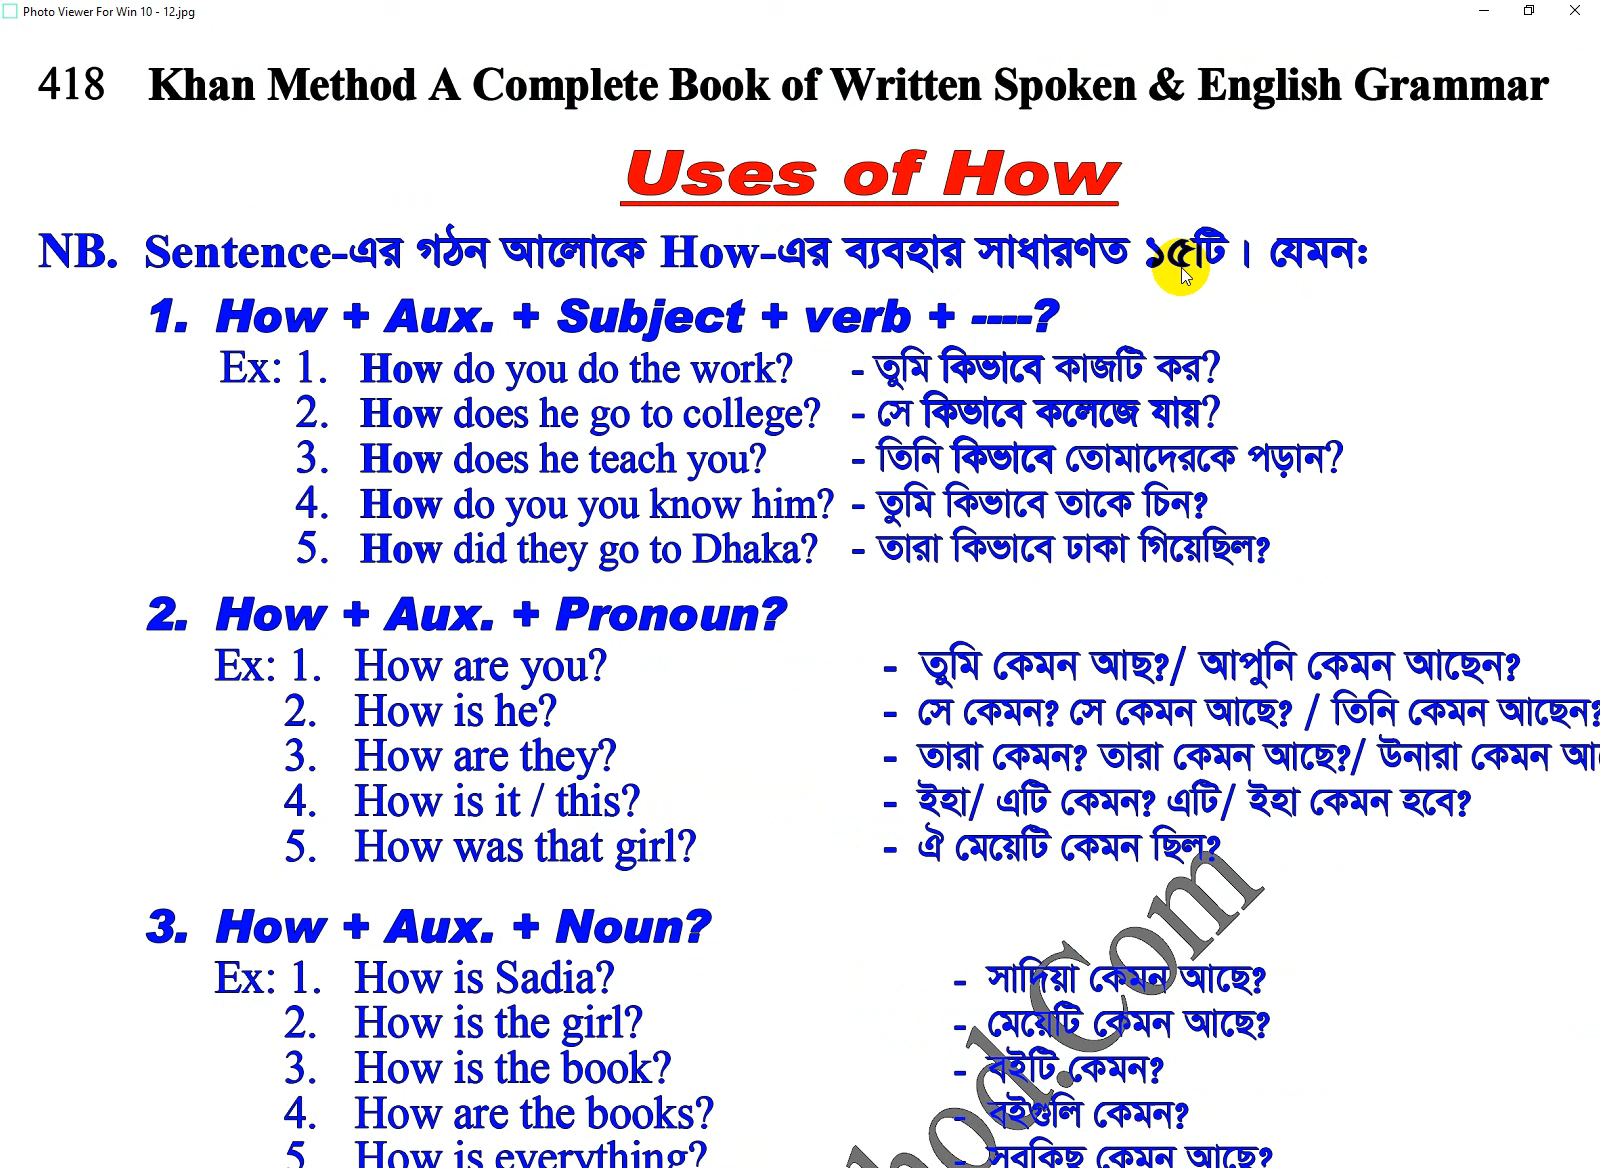 Photo Viewer For Win 10 - 12.jpg
418 Khan Method A Complete Book of Written Spoken & English Grammar
Uses of How
NB. Sentence-এর গঠন আলোকে How-এর ব্যবহার সাধারণত ১৫টি। যেমনঃ
1. How + Aux. + Subject + verb + ----?
Ex: 1. How do you do the work? - তুমি কিভাবে কাজটি কর?
2. How does he go to college? - সে কিভাবে কলেজে যায়?
3. How does he teach you? - তিনি কিভাবে তোমাদেরকে পড়ান?
4. How do you you know him? - তুমি কিভাবে তাকে চিন?
5. How did they go to Dhaka? - তারা কিভাবে ঢাকা গিয়েছিল?
2. How + Aux. + Pronoun?
Ex: 1. How are you? - তুমি কেমন আছ?/ আপুনি কেমন আছেন?
2. How is he? - সে কেমন? সে কেমন আছে? / তিনি কেমন আছেন?
3. How are they? - তারা কেমন? তারা কেমন আছে?/ উনারা কেমন
4. How is it / this? - ইহা/ এটি কেমন? এটি/ ইহা কেমন হবে?
5. How was that girl? - ঐ মেয়েটি কেমন ছিল?
3. How + Aux. + Noun?
Ex: 1. How is Sadia? - সাদিয়া কেমন আছে?
2. How is the girl? - মেয়েটি কেমন আছে?
3. How is the book? - বইটি কেমন?
4. How are the books? - বইগুলি কেমন?
5. How is everything? - সবকিছু কেমন আছে?
hod.Com